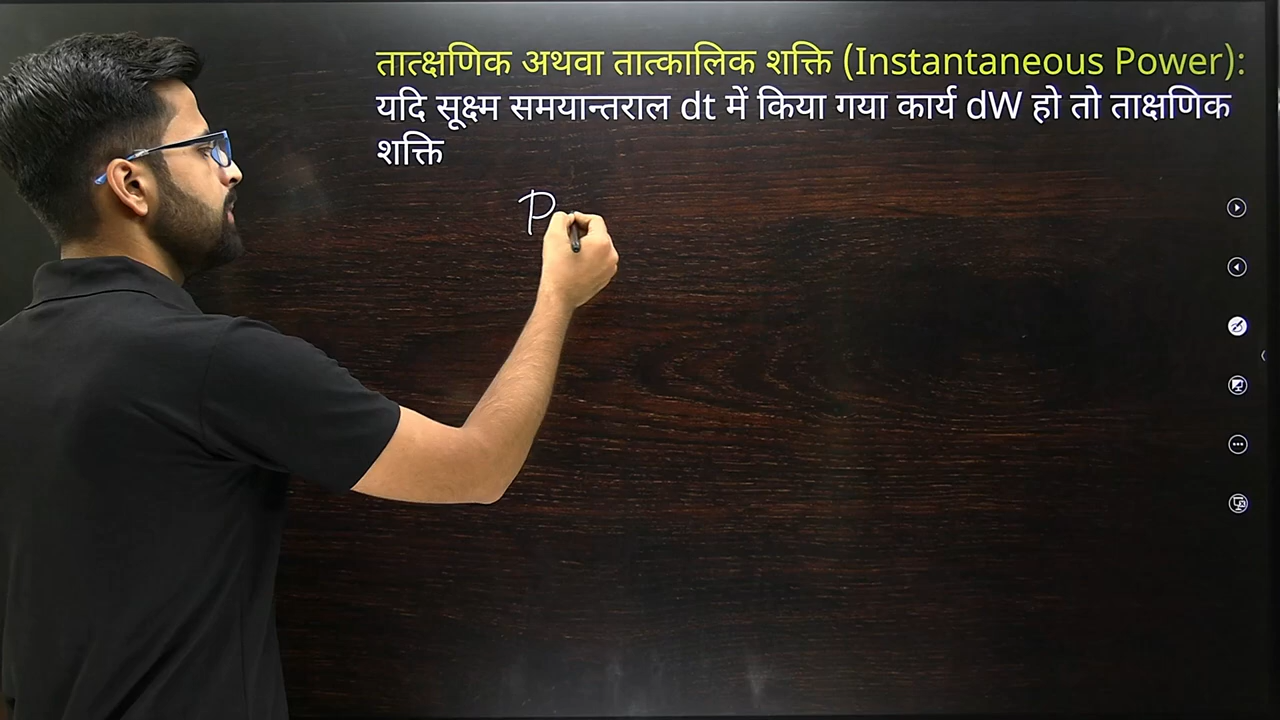 तात्क्षणिक अथवा तात्कालिक शक्ति (Instantaneous Power):
यदि सूक्ष्म समयान्तराल dt में किया गया कार्य dW हो तो ताक्षणिक
शक्ति
P